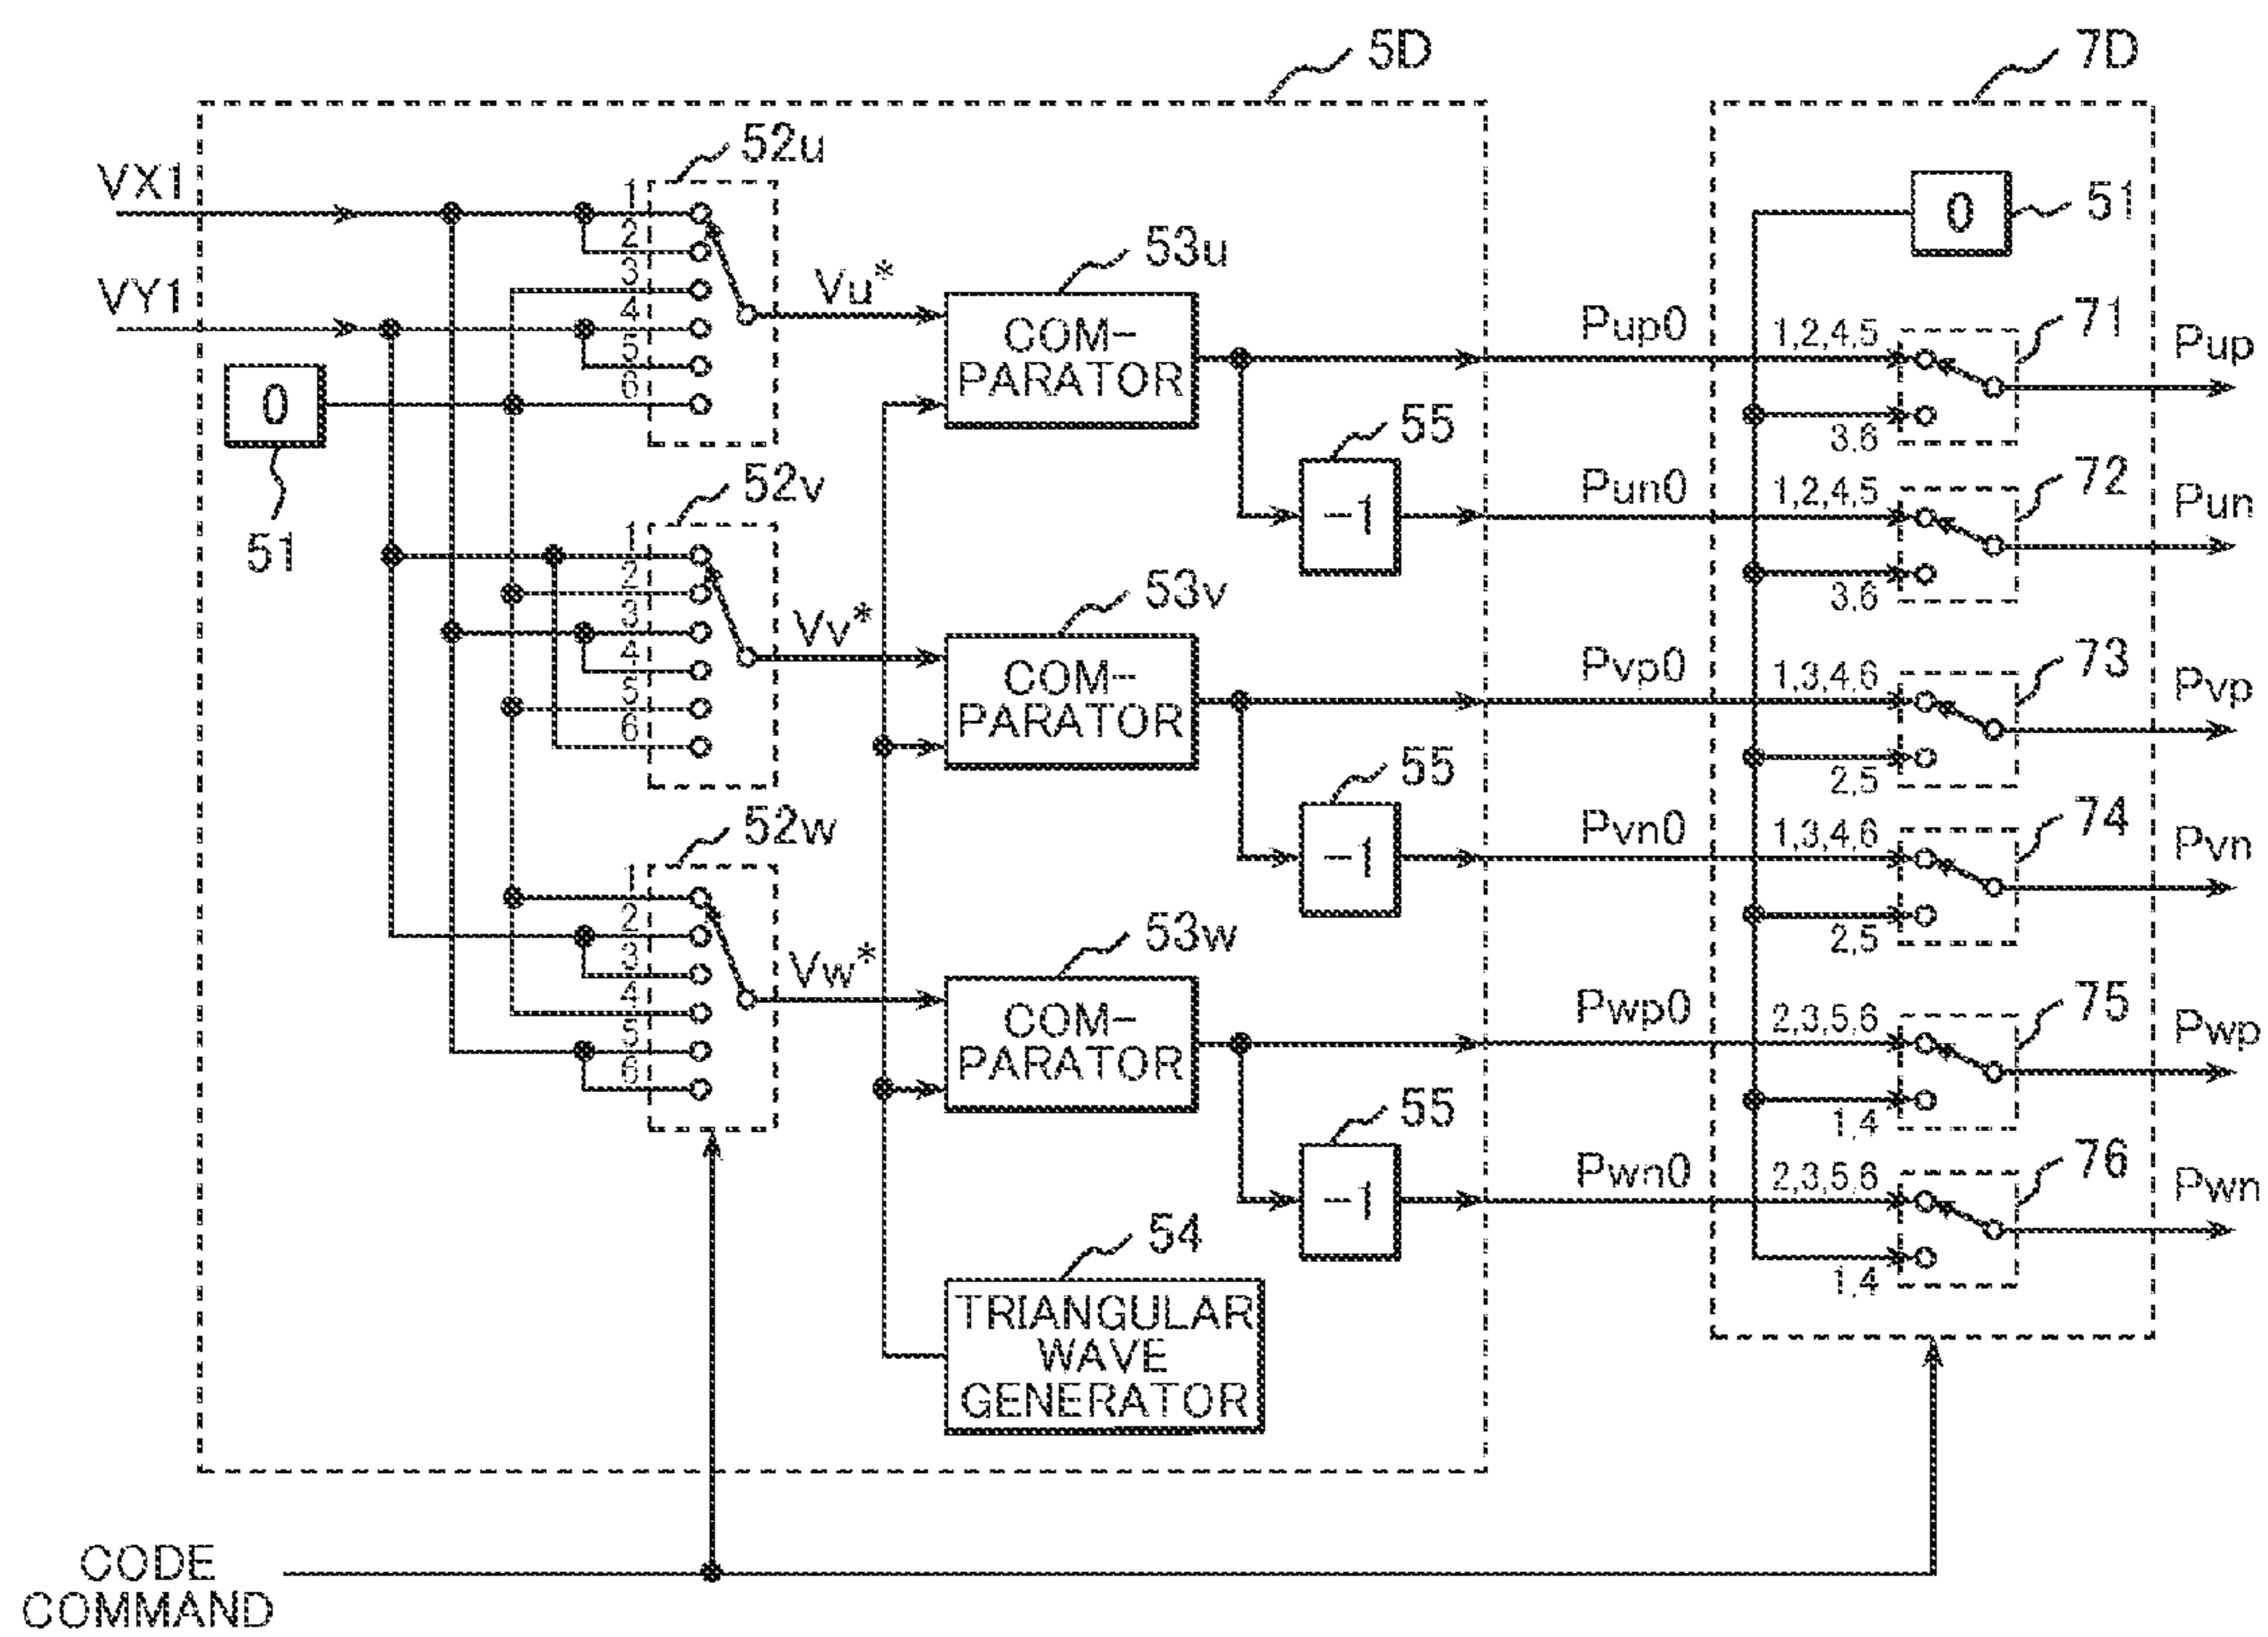 5D
7D
52u
VX1
1
2
3
4
5
6
VY1
0
51
Vu*
53u
COM-
PARATOR
Pup0
0
51
1,2,4,5
3,6
71
Pup
55
-1
Pun0
1,2,4,5
3,6
72
Pun
52v
1
2
3
4
5
6
Vv*
53v
COM-
PARATOR
Pvp0
1,3,4,6
2,5
73
Pvp
55
-1
Pvn0
1,3,4,6
2,5
74
Pvn
52w
1
2
3
4
5
6
Vw*
53w
COM-
PARATOR
Pwp0
2,3,5,6
1,4
75
Pwp
55
-1
Pwn0
2,3,5,6
1,4
76
Pwn
54
TRIANGULAR
WAVE
GENERATOR
CODE
COMMAND